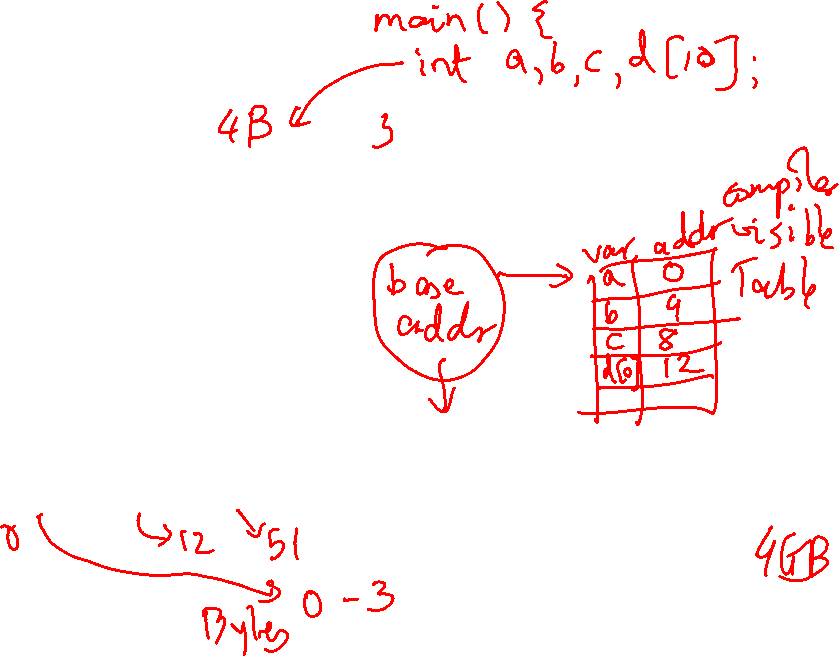 main() {
int a, b, c, d[10];
4B
}
compiler
visible
Table
var addr
a 0
b 4
c 8
d[0] 12
base
addr
0 12 51
Bytes 0 - 3
4GB